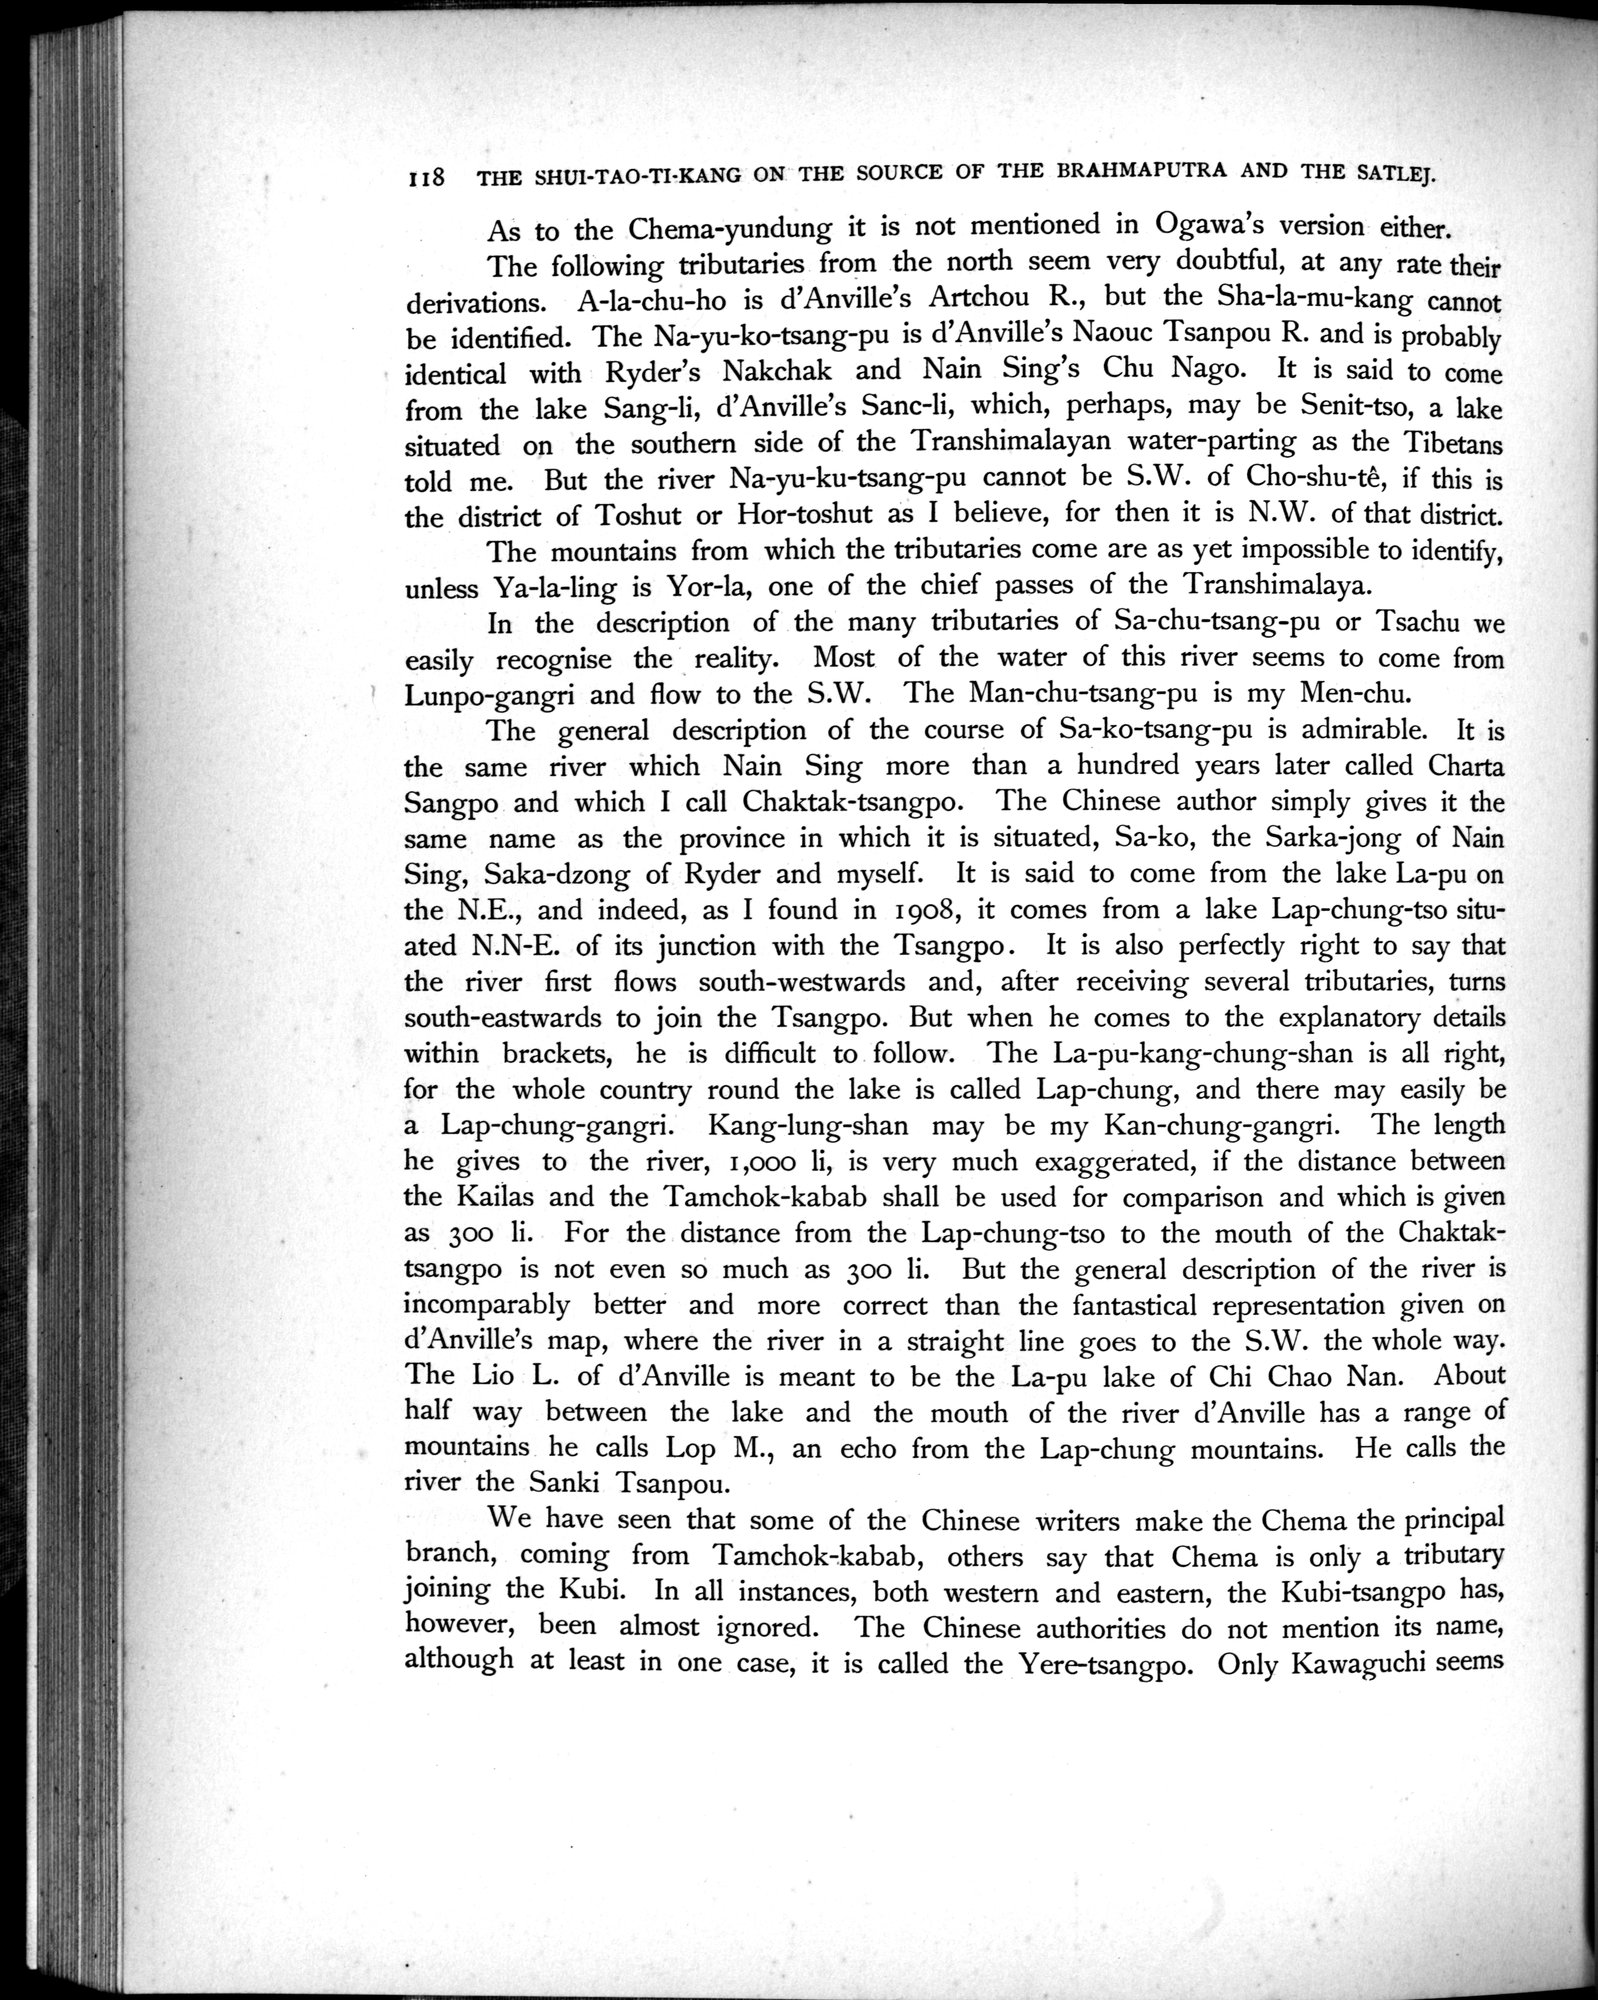 118 THE SHUI-TAO-TI-KANG ON THE SOURCE OF THE BRAHMAPUTRA AND THE SATLEJ.
As to the Chema-yundung it is not mentioned in Ogawa's version either.
The following tributaries from the north seem very doubtful, at any rate their
derivations. A-la-chu-ho is d'Anville's Artchou R., but the Sha-la-mu-kang cannot
be identified. The Na-yu-ko-tsang-pu is d'Anville's Naouc Tsanpou R. and is probably
identical with Ryder's Nakchak and Nain Sing's Chu Nago. It is said to come
from the lake Sang-li, d'Anville's Sanc-li, which, perhaps, may be Senit-tso, a lake
situated on the southern side of the Transhimalayan water-parting as the Tibetans
told me. But the river Na-yu-ku-tsang-pu cannot be S.W. of Cho-shu-tê, if this is
the district of Toshut or Hor-toshut as I believe, for then it is N.W. of that district.
The mountains from which the tributaries come are as yet impossible to identify,
unless Ya-la-ling is Yor-la, one of the chief passes of the Transhimalaya.
In the description of the many tributaries of Sa-chu-tsang-pu or Tsachu we
easily recognise the reality. Most of the water of this river seems to come from
Lunpo-gangri and flow to the S.W. The Man-chu-tsang-pu is my Men-chu.
The general description of the course of Sa-ko-tsang-pu is admirable. It is
the same river which Nain Sing more than a hundred years later called Charta
Sangpo and which I call Chaktak-tsangpo. The Chinese author simply gives it the
same name as the province in which it is situated, Sa-ko, the Sarka-jong of Nain
Sing, Saka-dzong of Ryder and myself. It is said to come from the lake La-pu on
the N.E., and indeed, as I found in 1908, it comes from a lake Lap-chung-tso situ-
ated N.N-E. of its junction with the Tsangpo. It is also perfectly right to say that
the river first flows south-westwards and, after receiving several tributaries, turns
south-eastwards to join the Tsangpo. But when he comes to the explanatory details
within brackets, he is difficult to follow. The La-pu-kang-chung-shan is all right,
for the whole country round the lake is called Lap-chung, and there may easily be
a Lap-chung-gangri. Kang-lung-shan may be my Kan-chung-gangri. The length
he gives to the river, 1,000 li, is very much exaggerated, if the distance between
the Kailas and the Tamchok-kabab shall be used for comparison and which is given
as 300 li. For the distance from the Lap-chung-tso to the mouth of the Chaktak-
tsangpo is not even so much as 300 li. But the general description of the river is
incomparably better and more correct than the fantastical representation given on
d'Anville's map, where the river in a straight line goes to the S.W. the whole way.
The Lio L. of d'Anville is meant to be the La-pu lake of Chi Chao Nan. About
half way between the lake and the mouth of the river d'Anville has a range of
mountains he calls Lop M., an echo from the Lap-chung mountains. He calls the
river the Sanki Tsanpou.
We have seen that some of the Chinese writers make the Chema the principal
branch, coming from Tamchok-kabab, others say that Chema is only a tributary
joining the Kubi. In all instances, both western and eastern, the Kubi-tsangpo has,
however, been almost ignored. The Chinese authorities do not mention its name,
although at least in one case, it is called the Yere-tsangpo. Only Kawaguchi seems